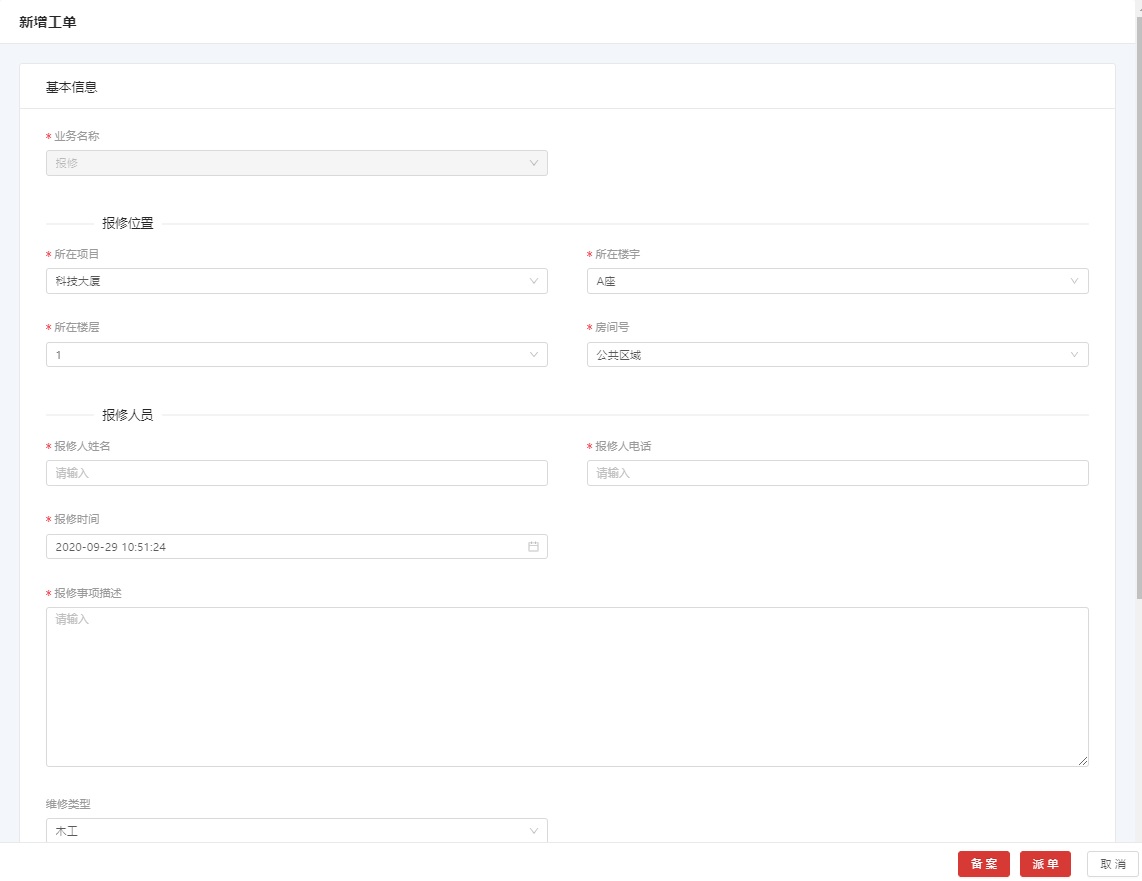 新增工单
基本信息
* 业务名称
报修
报修位置
* 所在项目
* 所在楼宇
科技大厦
A座
* 所在楼层
* 房间号
1
公共区域
报修人员
* 报修人姓名
* 报修人电话
请输入
请输入
* 报修时间
2020-09-29 10:51:24
* 报修事项描述
请输入
维修类型
木工
备 案
派 单
取 消